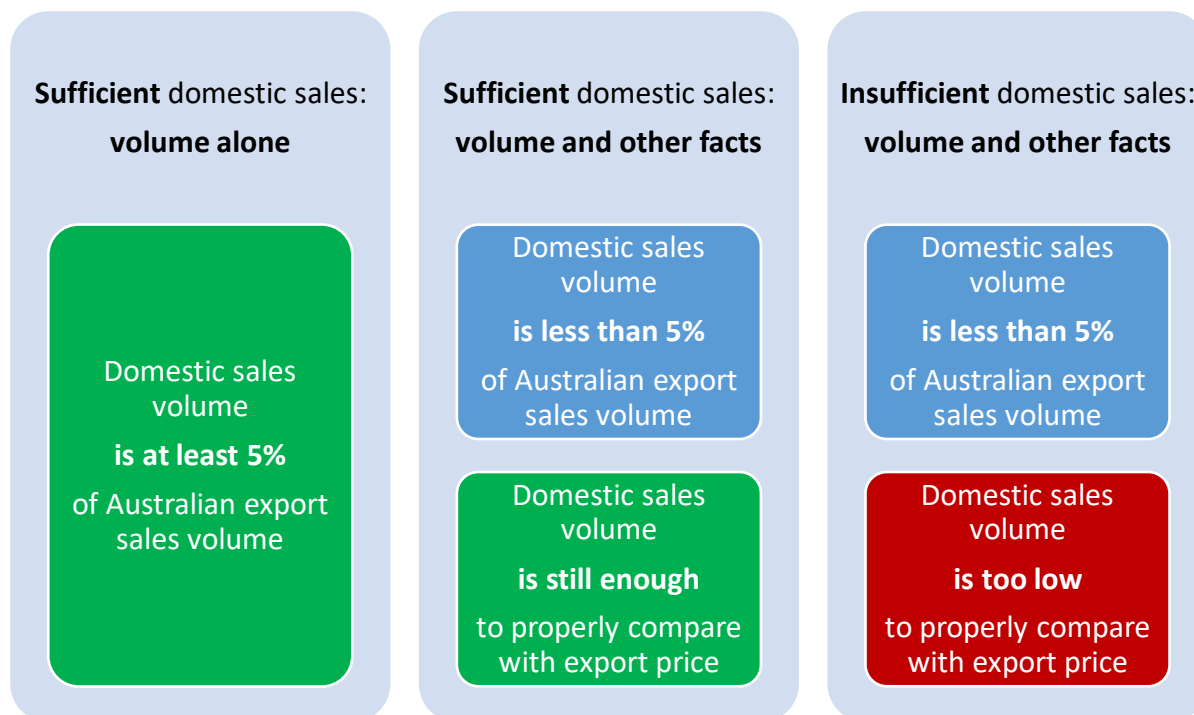 Sufficient domestic sales:
volume alone
Domestic sales
volume
is at least 5%
of Australian export
sales volume
Sufficient domestic sales:
volume and other facts
Domestic sales
volume
is less than 5%
of Australian export
sales volume
Domestic sales
volume
is still enough
to properly compare
with export price
Insufficient domestic sales:
volume and other facts
Domestic sales
volume
is less than 5%
of Australian export
sales volume
Domestic sales
volume
is too low
to properly compare
with export price